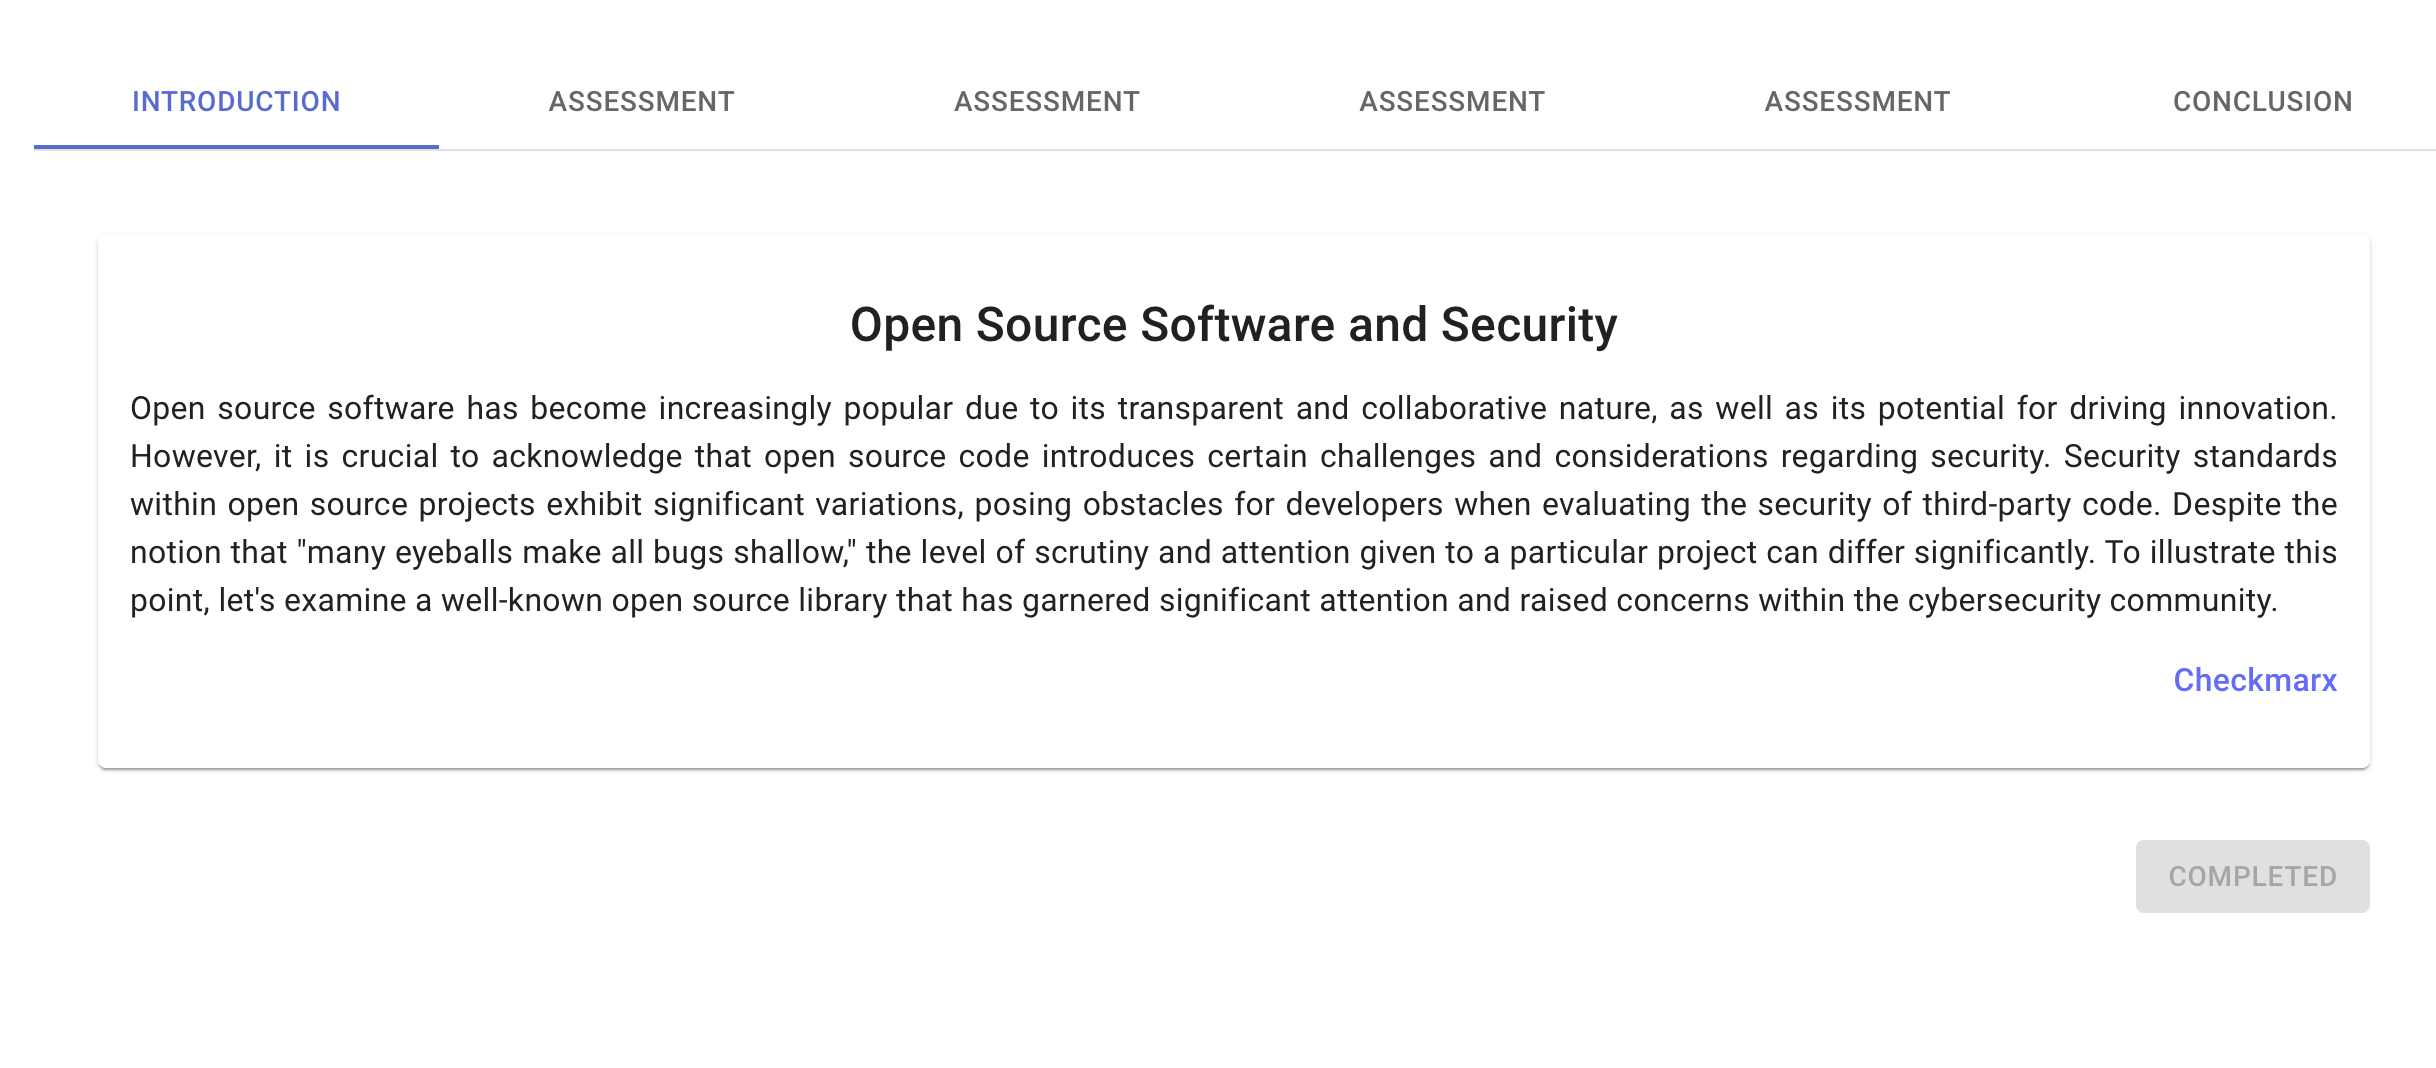 INTRODUCTION
ASSESSMENT
ASSESSMENT
ASSESSMENT
ASSESSMENT
CONCLUSION
Open Source Software and Security
Open source software has become increasingly popular due to its transparent and collaborative nature, as well as its potential for driving innovation.
However, it is crucial to acknowledge that open source code introduces certain challenges and considerations regarding security. Security standards
within open source projects exhibit significant variations, posing obstacles for developers when evaluating the security of third-party code. Despite the
notion that "many eyeballs make all bugs shallow," the level of scrutiny and attention given to a particular project can differ significantly. To illustrate this
point, let's examine a well-known open source library that has garnered significant attention and raised concerns within the cybersecurity community.
Checkmarx
COMPLETED